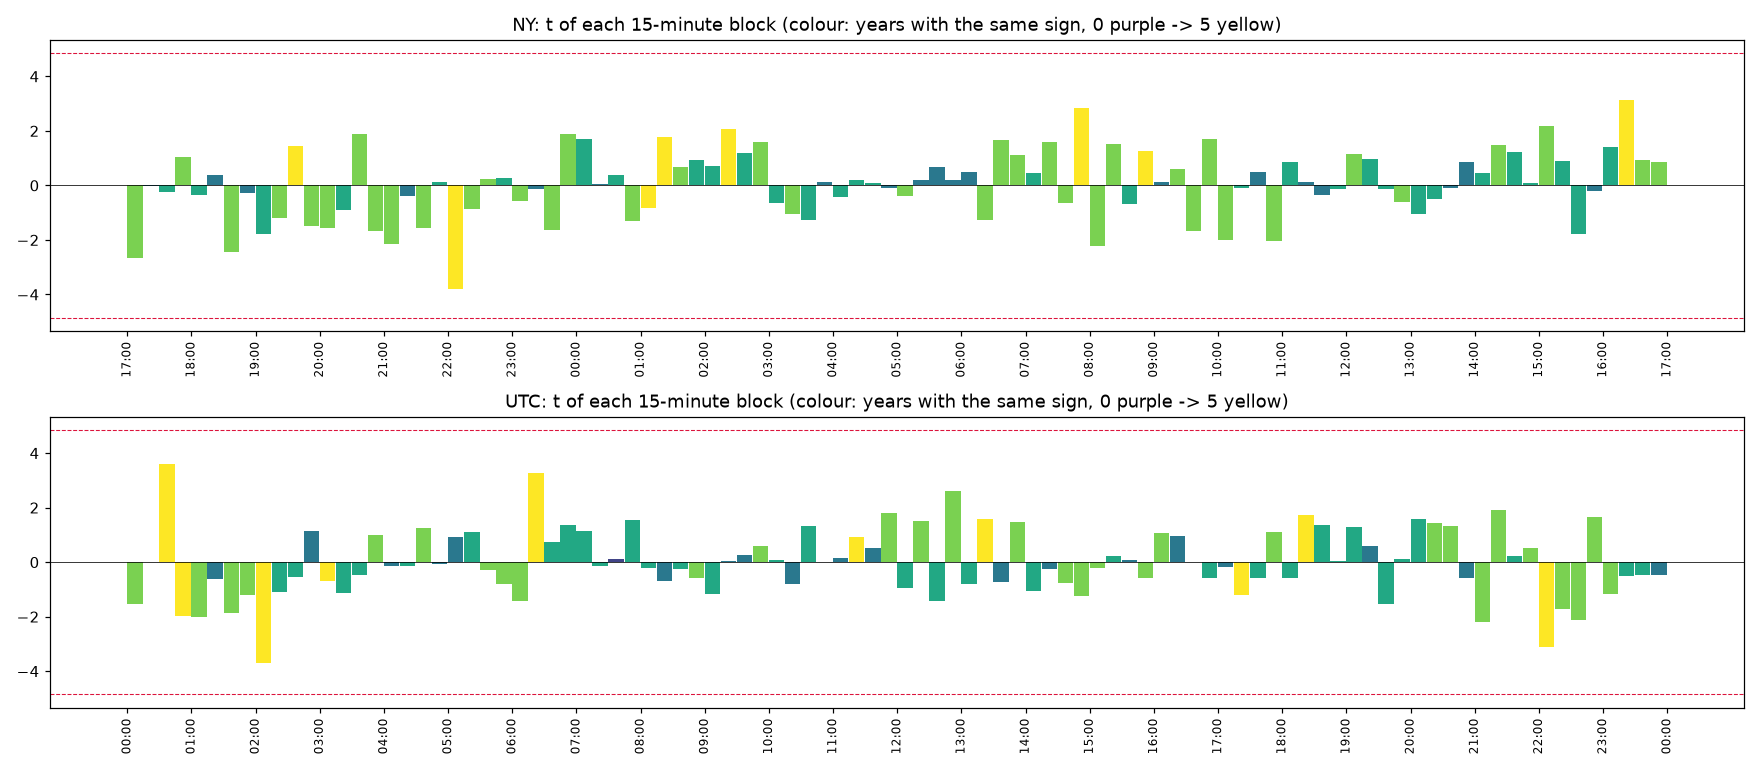 NY: t of each 15-minute block (colour: years with the same sign, 0 purple -> 5 yellow)
4
2
0
−2
−4
17:00 18:00 19:00 20:00 21:00 22:00 23:00 00:00 01:00 02:00 03:00 04:00 05:00 06:00 07:00 08:00 09:00 10:00 11:00 12:00 13:00 14:00 15:00 16:00 17:00
UTC: t of each 15-minute block (colour: years with the same sign, 0 purple -> 5 yellow)
4
2
0
−2
−4
00:00 01:00 02:00 03:00 04:00 05:00 06:00 07:00 08:00 09:00 10:00 11:00 12:00 13:00 14:00 15:00 16:00 17:00 18:00 19:00 20:00 21:00 22:00 23:00 00:00